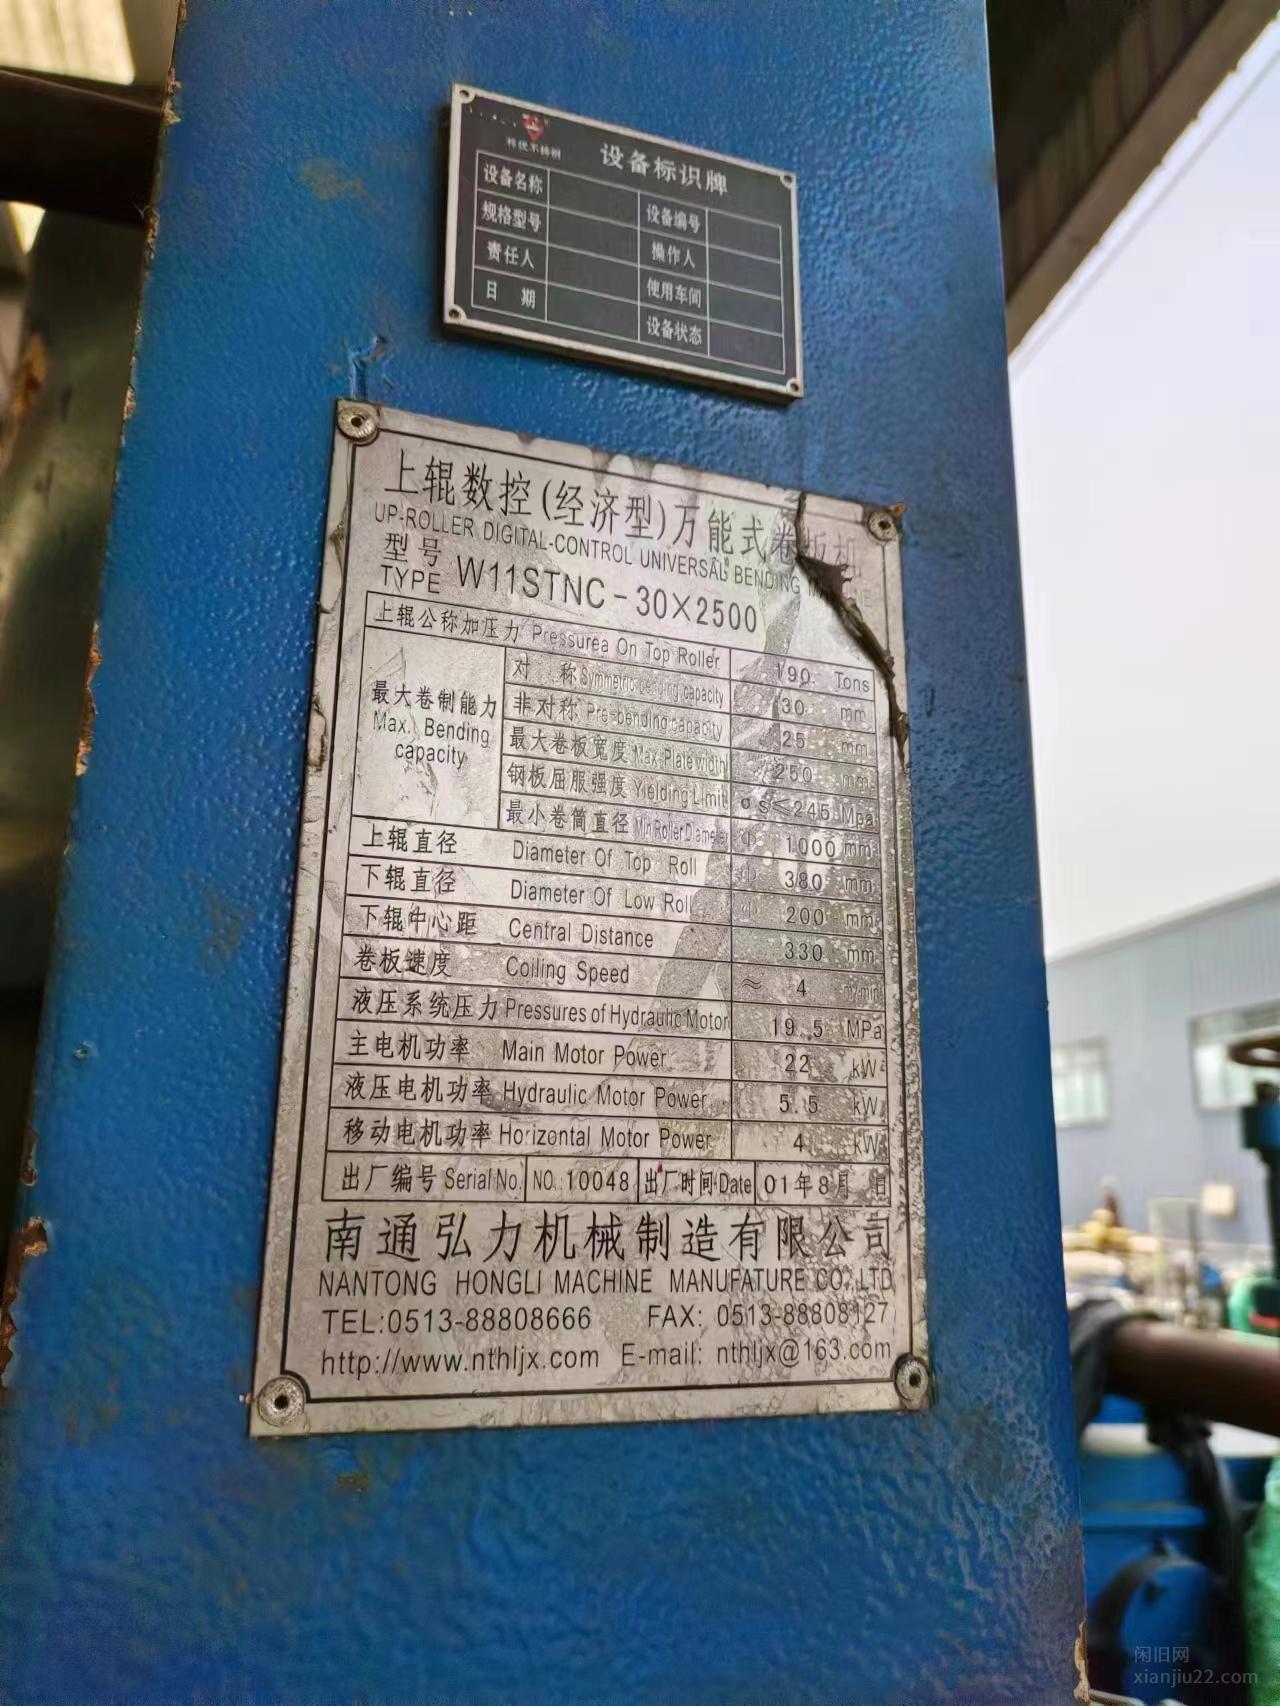 梓优不锈钢 设备标识牌
设备名称
规格型号 设备编号
责任人 操作人
日 期 使用车间
设备状态
上辊数控(经济型)万能式卷板机
UP-ROLLER DIGITAL-CONTROL UNIVERSAL BENDING
型号
TYPE W11STNC-30×2500
上辊公称加压力 Pressurea On Top Roller 190 Tons
最大卷制能力
Max. Bending
capacity
对 称 Symmetric bending capacity 30 mm
非对称 Pre-bending capacity 25 mm
最大卷板宽度 Max.Plate width 250 mm
钢板屈服强度 Yielding Limit σs≤245 Mpa
最小卷筒直径 Min Roller Diameter Φ 1000 mm
上辊直径 Diameter Of Top Roll Φ 380 mm
下辊直径 Diameter Of Low Roll Φ 200 mm
下辊中心距 Central Distance 330 mm
卷板速度 Coiling Speed ≈ 4 m/min
液压系统压力 Pressures of Hydraulic Motor 19.5 MPa
主电机功率 Main Motor Power 22 kW
液压电机功率 Hydraulic Motor Power 5.5 kW
移动电机功率 Horizontal Motor Power 4 kW
出厂编号 Serial No. NO.10048 出厂时间 Date 01年8月 日
南通弘力机械制造有限公司
NANTONG HONGLI MACHINE MANUFATURE CO.,LTD
TEL:0513-88808666 FAX: 0513-88808127
http://www.nthljx.com E-mail: nthljx@163.com
闲旧网
xianjiu22.com